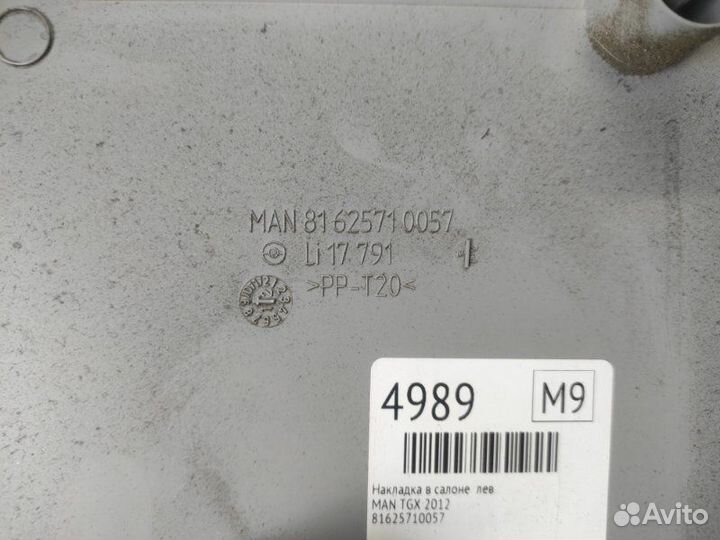 MAN 81 62571 0057
Li 17 791 1
>PP-T20<
4989 M9
Накладка в салоне лев
MAN TGX 2012
81625710057
Avito